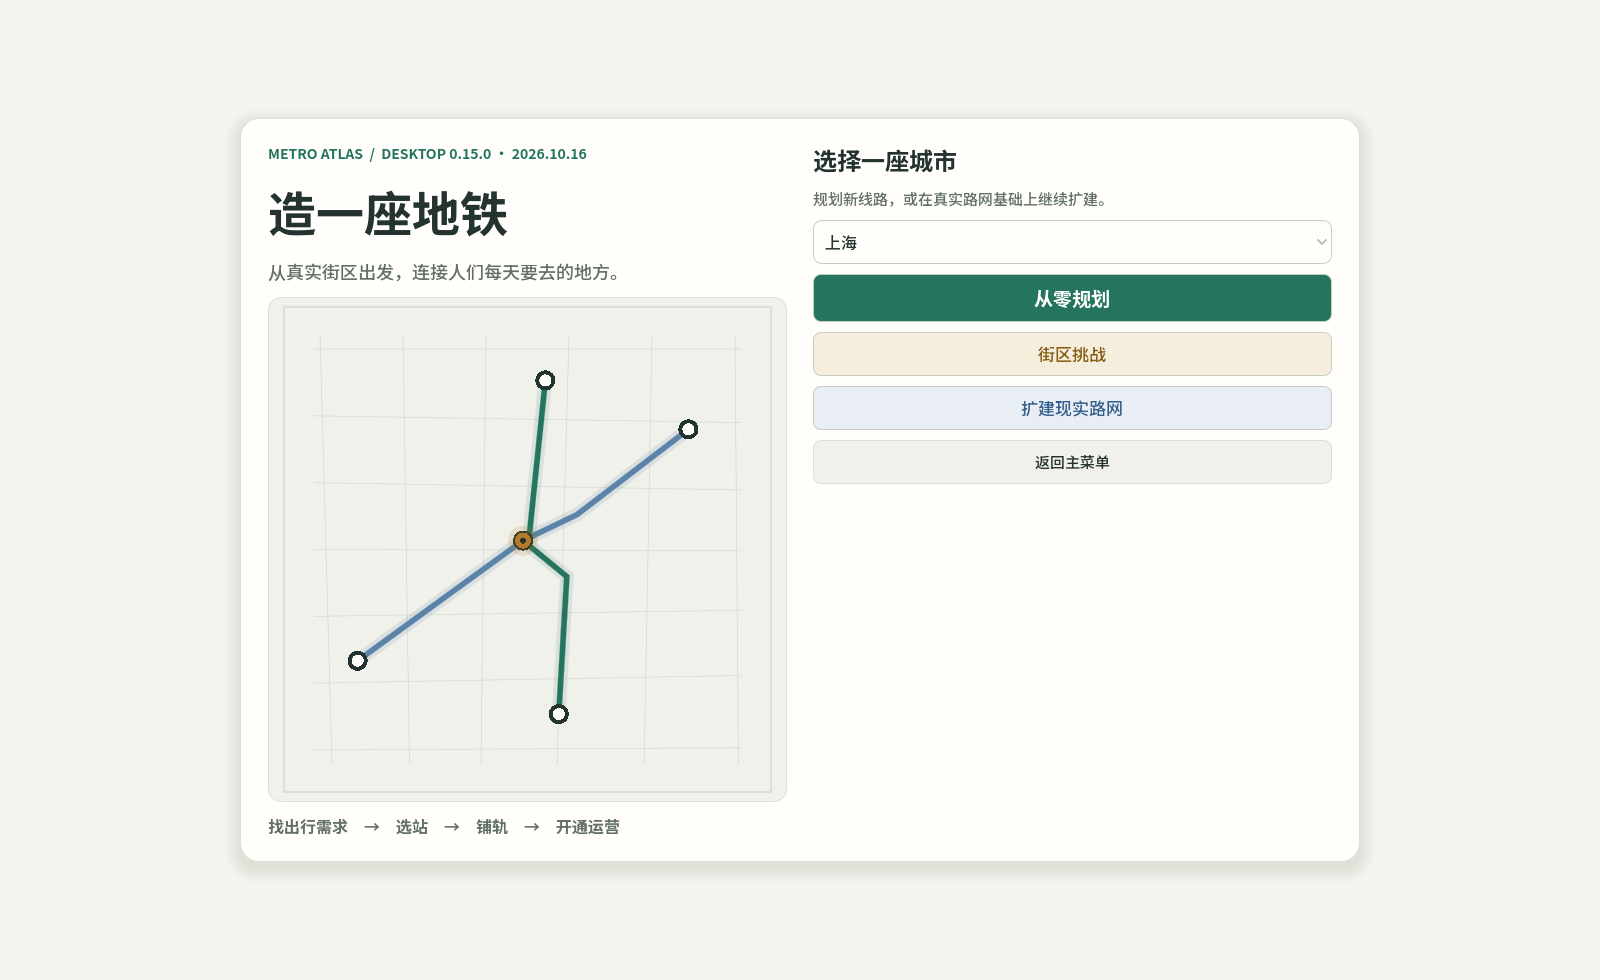 METRO ATLAS / DESKTOP 0.15.0 · 2026.10.16
造一座地铁
从真实街区出发，连接人们每天要去的地方。
找出行需求 → 选站 → 铺轨 → 开通运营
选择一座城市
规划新线路，或在真实路网基础上继续扩建。
上海
从零规划
街区挑战
扩建现实路网
返回主菜单